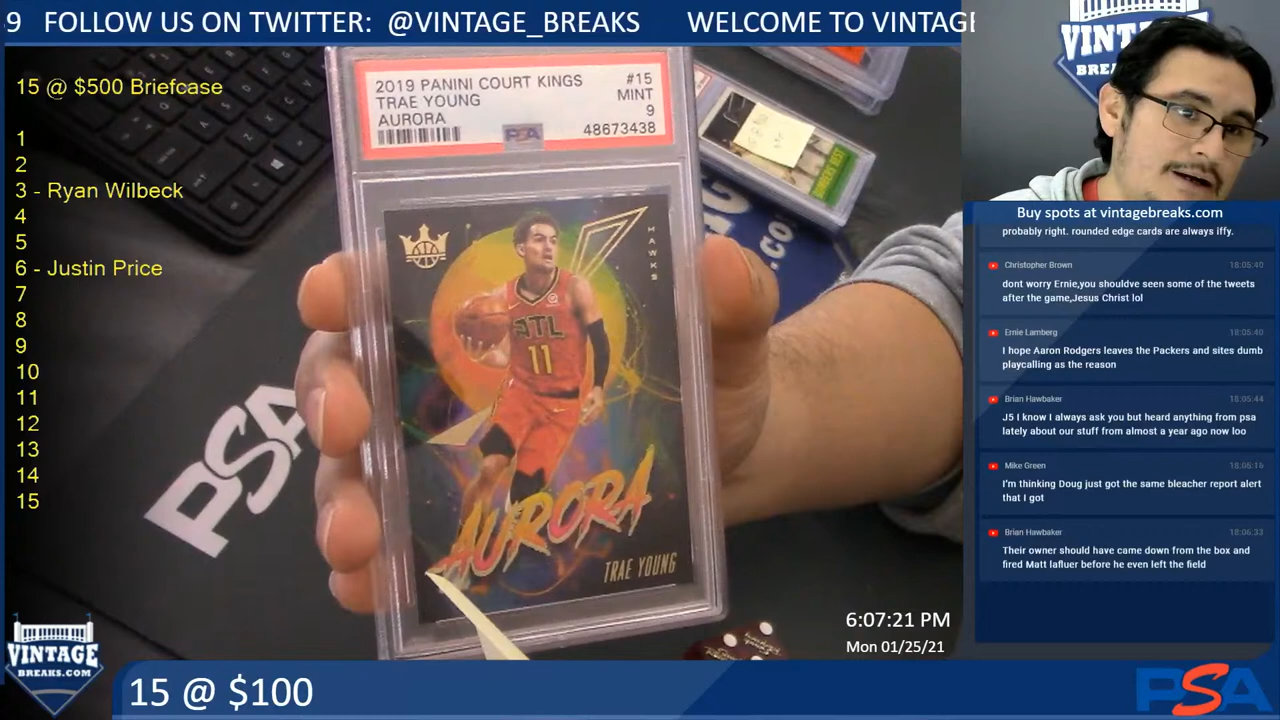 9 FOLLOW US ON TWITTER: @VINTAGE_BREAKS WELCOME TO VINTAGE
15 @ $500 Briefcase
1
2
3 - Ryan Wilbeck
4
5
6 - Justin Price
7
8
9
10
11
12
13
14
15
2019 PANINI COURT KINGS #15
TRAE YOUNG MINT
AURORA 9
PSA 48673438
HAWKS
ATL
11
AURORA
TRAE YOUNG
PSA
VINTAGE
BREAKS
Buy spots at vintagebreaks.com
probably right. rounded edge cards are always iffy.
Christopher Brown 18:05:40
dont worry Ernie,you shouldve seen some of the tweets
after the game,Jesus Christ lol
Ernie Lamberg 18:05:40
I hope Aaron Rodgers leaves the Packers and sites dumb
playcalling as the reason
Brian Hawbaker 18:05:44
J5 I know I always ask you but heard anything from psa
lately about our stuff from almost a year ago now loo
Mike Green 18:06:16
I'm thinking Doug just got the same bleacher report alert
that I got
Brian Hawbaker 18:06:33
Their owner should have came down from the box and
fired Matt lafluer before he even left the field
6:07:21 PM
Mon 01/25/21
VINTAGE
BREAKS.COM
15 @ $100
PSA